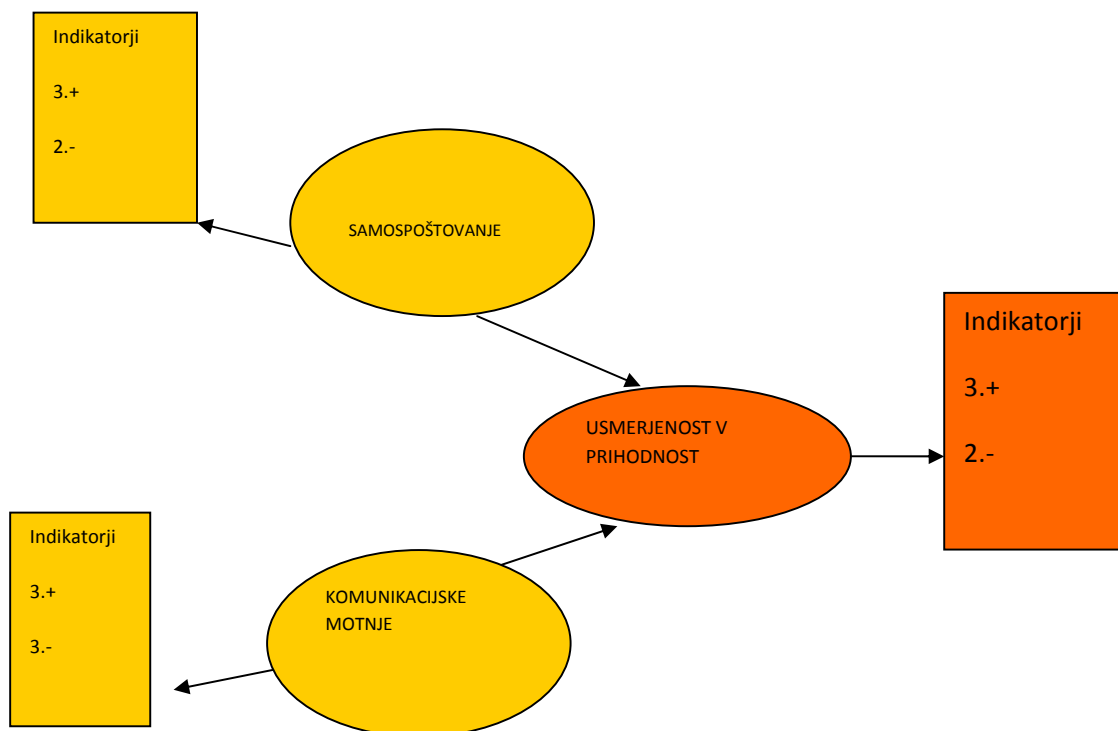 Indikatorji
3.+
2.-
SAMOSPOŠTOVANJE
Indikatorji
3.+
2.-
USMERJENOST V
PRIHODNOST
Indikatorji
3.+
3.-
KOMUNIKACIJSKE
MOTNJE